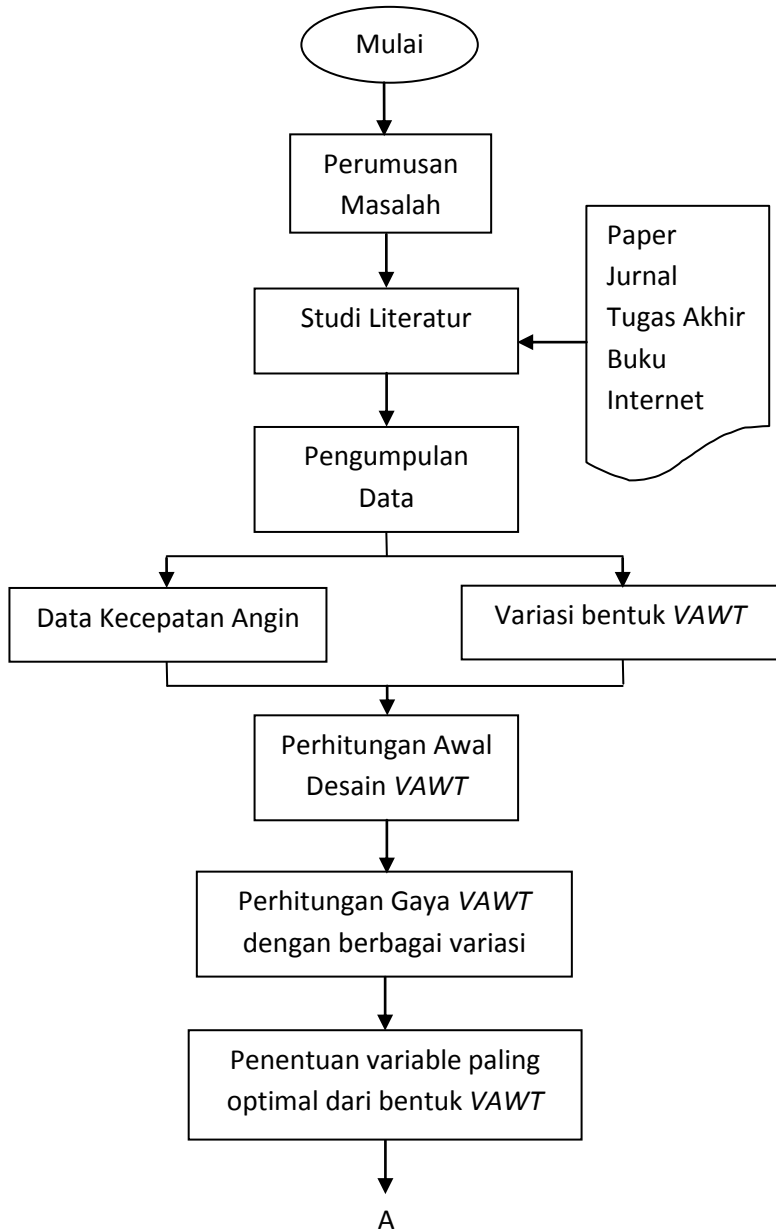 Mulai
Perumusan
Masalah
Studi Literatur
Paper
Jurnal
Tugas Akhir
Buku
Internet
Pengumpulan
Data
Data Kecepatan Angin
Variasi bentuk VAWT
Perhitungan Awal
Desain VAWT
Perhitungan Gaya VAWT
dengan berbagai variasi
Penentuan variable paling
optimal dari bentuk VAWT
A